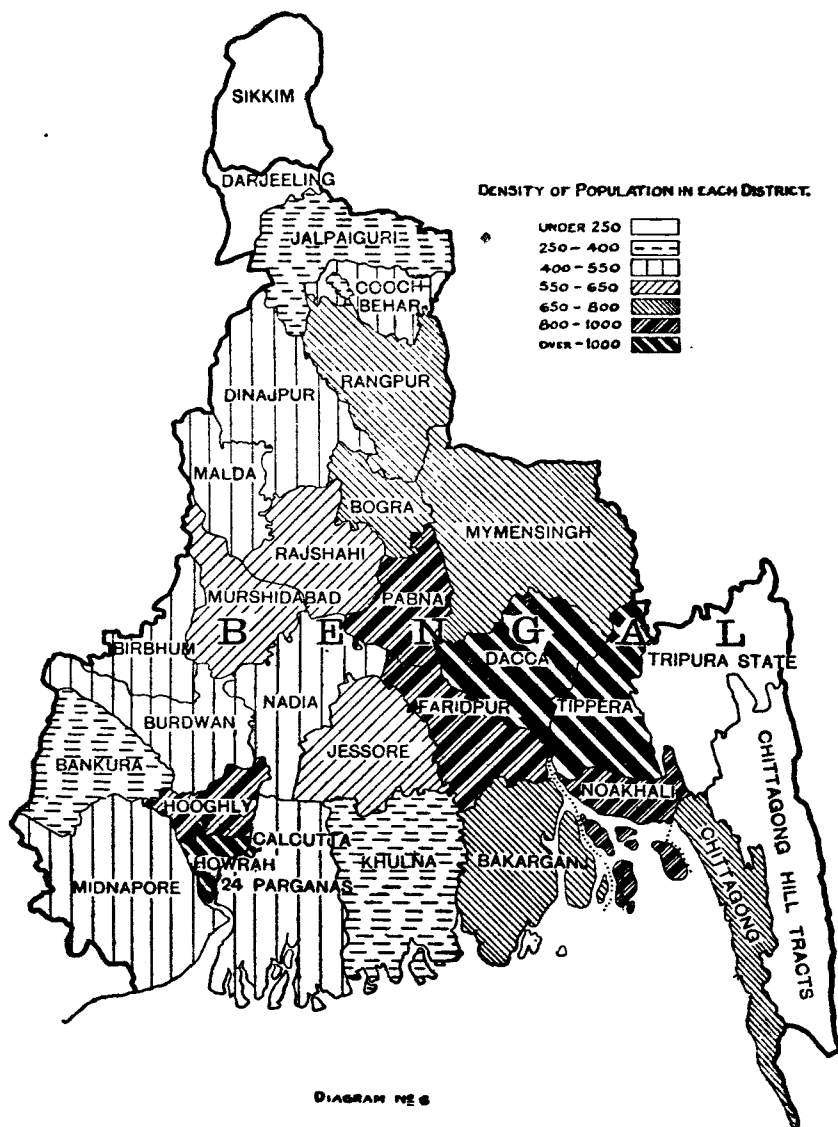 SIKKIM
DARJEELING
DENSITY OF POPULATION IN EACH DISTRICT.
UNDER 250
250-400
400-550
550-650
650-800
800-1000
OVER-1000
JALPAIGURI
COOCH
BEHAR
RANGPUR
DINAJPUR
MALDA
BOGRA
MYMENSINGH
RAJSHAHI
MURSHIDABAD
PABNA
BENGAL
BIRBHUM
DACCA
TRIPURA STATE
NADIA
FARIDPUR
TIPPERA
BURDWAN
JESSORE
BANKURA
NOAKHALI
HOOGHLY
CHITTAGONG HILL TRACTS
CHITTAGONG
CALCUTTA
HOWRAH
24 PARGANAS
KHULNA
BAKARGANJ
MIDNAPORE
DIAGRAM Nº 6